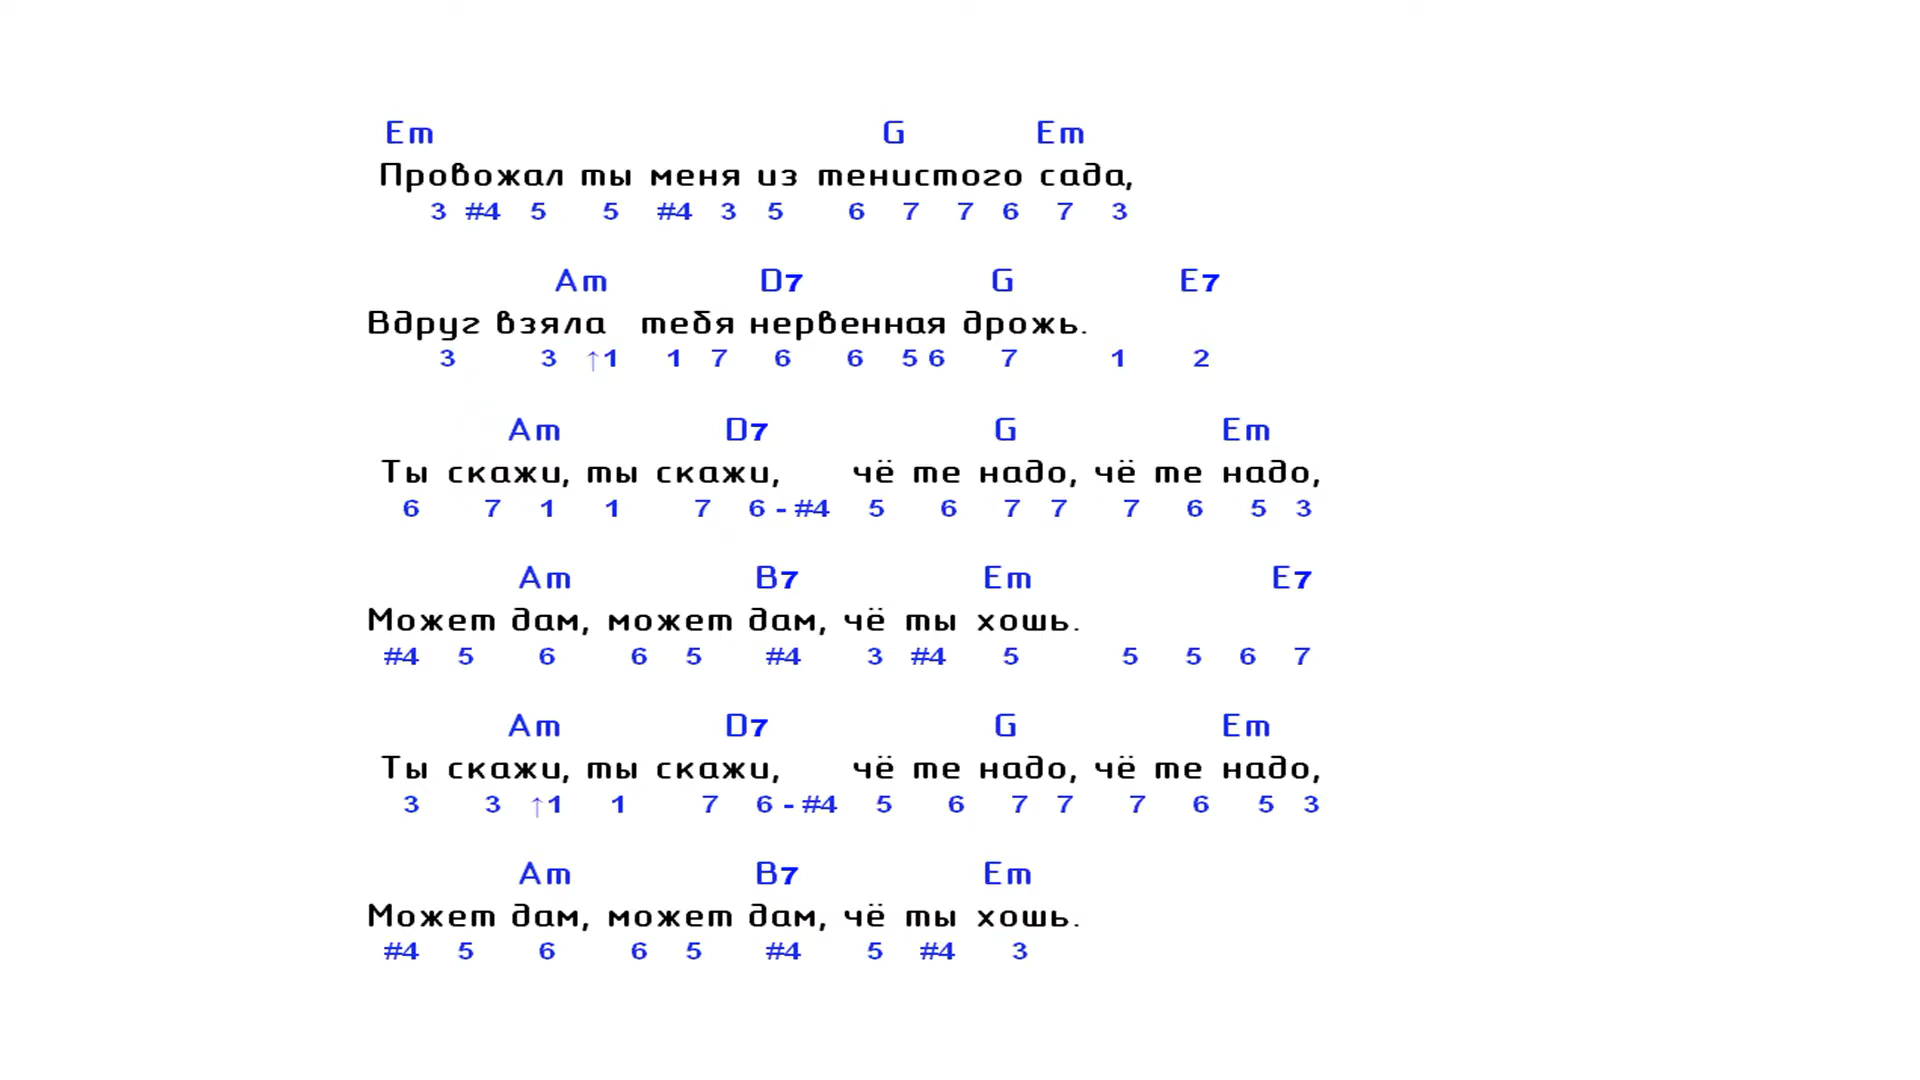 Em G Em
Провожал ты меня из тенистого сада,
3 #4 5 5 #4 3 5 6 7 7 6 7 3
Am D7 G E7
Вдруг взяла тебя нервенная дрожь.
3 3 ↑1 1 7 6 6 5 6 7 1 2
Am D7 G Em
Ты скажи, ты скажи, чё те надо, чё те надо,
6 7 1 1 7 6 - #4 5 6 7 7 7 6 5 3
Am B7 Em E7
Может дам, может дам, чё ты хошь.
#4 5 6 6 5 #4 3 #4 5 5 5 6 7
Am D7 G Em
Ты скажи, ты скажи, чё те надо, чё те надо,
3 3 ↑1 1 7 6 - #4 5 6 7 7 7 6 5 3
Am B7 Em
Может дам, может дам, чё ты хошь.
#4 5 6 6 5 #4 5 #4 3